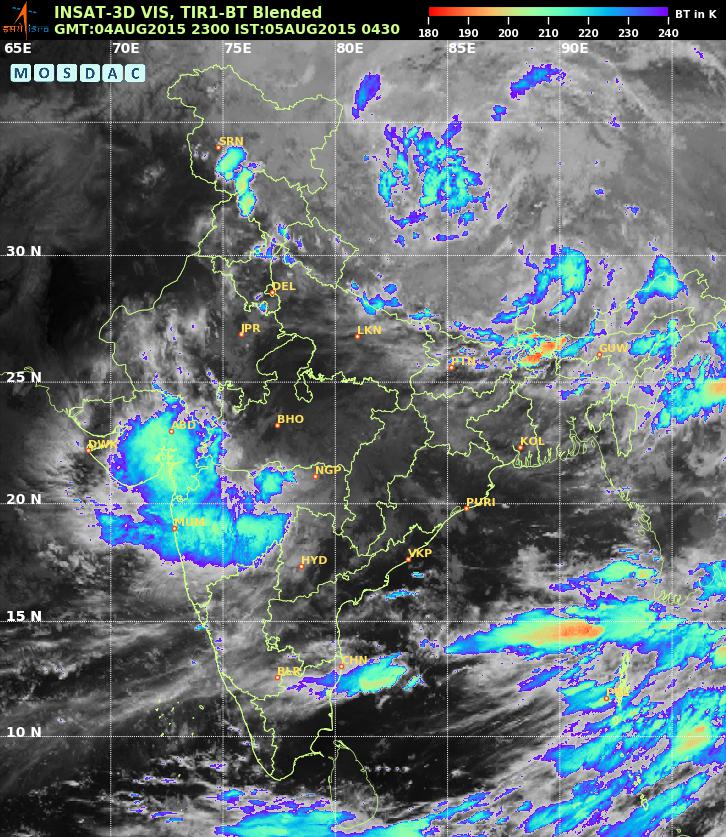 INSAT-3D VIS, TIR1-BT Blended
GMT:04AUG2015 2300 IST:05AUG2015 0430
BT in K
180 190 200 210 220 230 240
65E 70E 75E 80E 85E 90E
MOSDAC
SRN
30 N
DEL
JPR
LKN
GUW
PTN
25 N
ABD
BHO
DWK
KOL
NGP
20 N
PURI
MUM
VKP
HYD
15 N
CHN
BLR
10 N